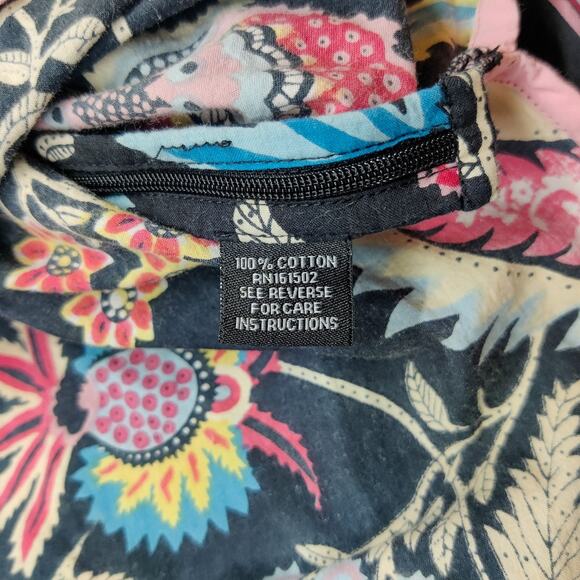 100% COTTON
RN161502
SEE REVERSE
FOR CARE
INSTRUCTIONS